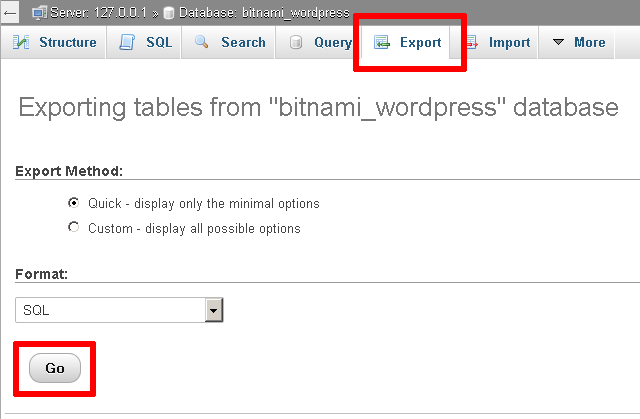 Server: 127.0.0.1 » Database: bitnami_wordpress
Structure SQL Search Query Export Import More
Exporting tables from "bitnami_wordpress" database
Export Method:
Quick - display only the minimal options
Custom - display all possible options
Format:
SQL
Go